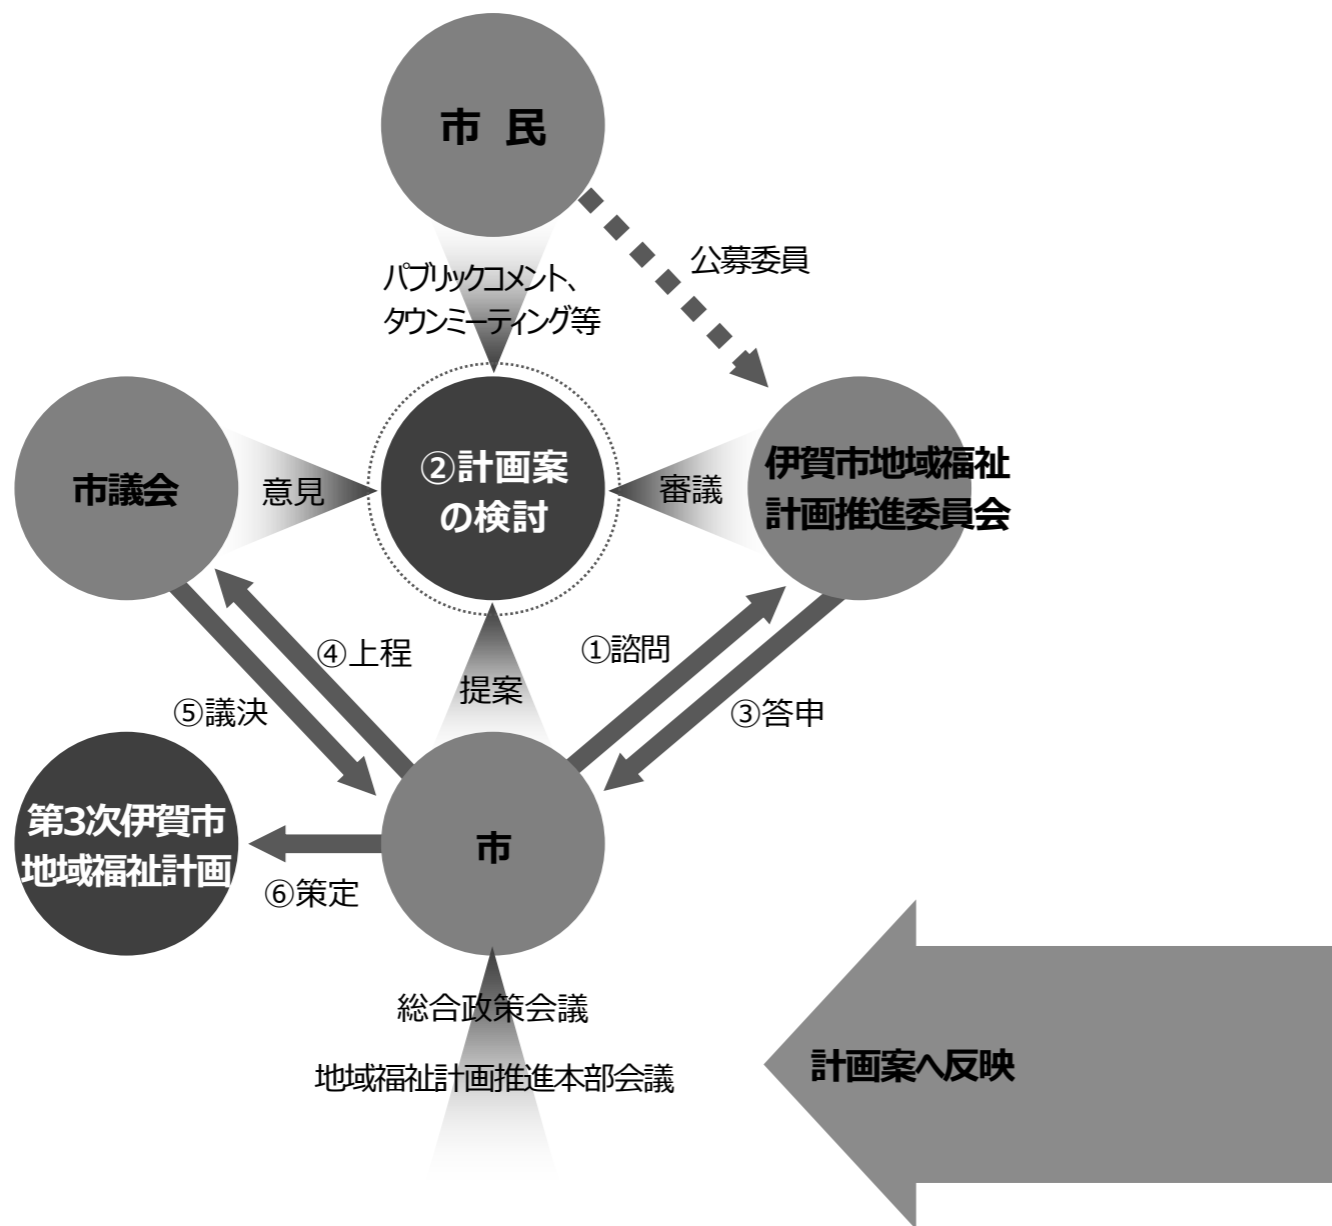 市 民
公募委員
パブリックコメント、
タウンミーティング等
市議会
意見
②計画案
の検討
審議
伊賀市地域福祉
計画推進委員会
④上程
①諮問
提案
⑤議決
③答申
第3次伊賀市
地域福祉計画
⑥策定
市
総合政策会議
地域福祉計画推進本部会議
計画案へ反映